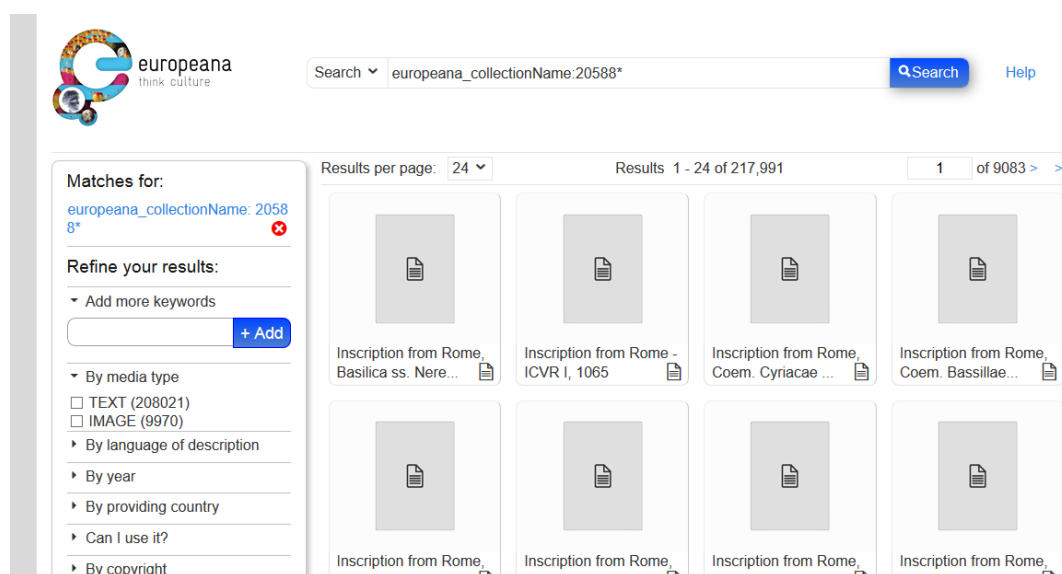 europeana
think culture
Search
europeana_collectionName:20588*
Search
Help
Matches for:
europeana_collectionName: 2058
8*
Refine your results:
Add more keywords
+ Add
By media type
TEXT (208021)
IMAGE (9970)
By language of description
By year
By providing country
Can I use it?
By copyright
Results per page: 24
Results 1 - 24 of 217,991
1 of 9083 > >
Inscription from Rome,
Basilica ss. Nere...
Inscription from Rome -
ICVR I, 1065
Inscription from Rome,
Coem. Cyriacae ...
Inscription from Rome,
Coem. Bassillae...
Inscription from Rome,
Inscription from Rome,
Inscription from Rome,
Inscription from Rome,